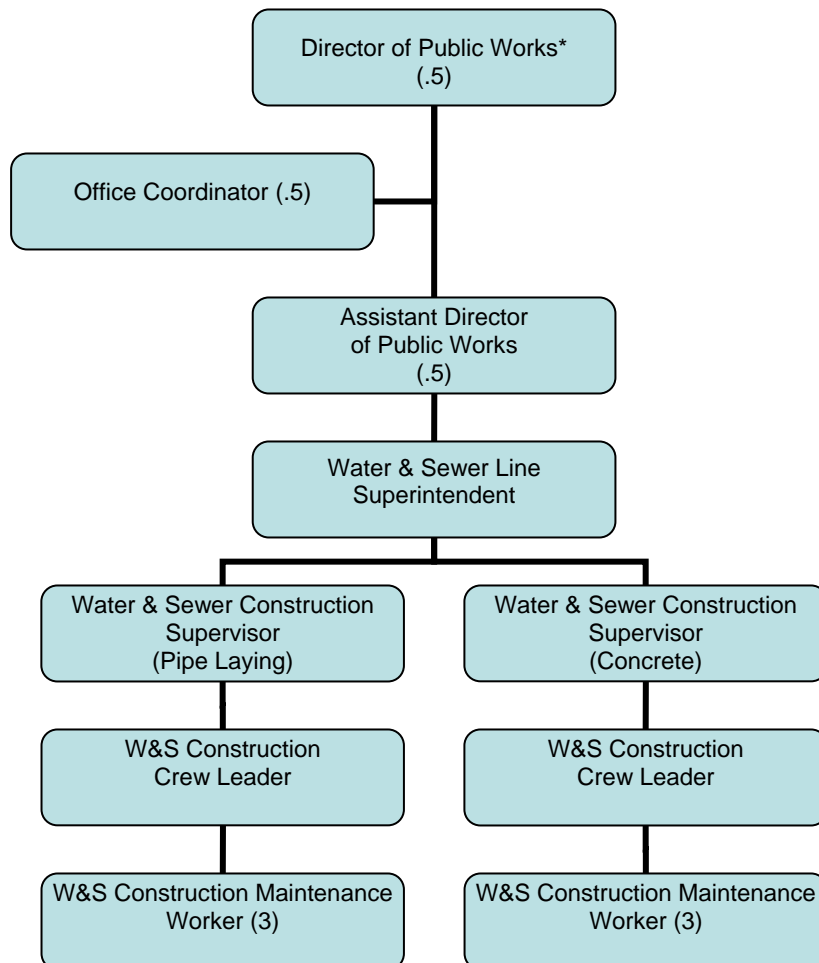 Director of Public Works*
(.5)
Office Coordinator (.5)
Assistant Director
of Public Works
(.5)
Water & Sewer Line
Superintendent
Water & Sewer Construction
Supervisor
(Pipe Laying)
Water & Sewer Construction
Supervisor
(Concrete)
W&S Construction
Crew Leader
W&S Construction
Crew Leader
W&S Construction Maintenance
Worker (3)
W&S Construction Maintenance
Worker (3)